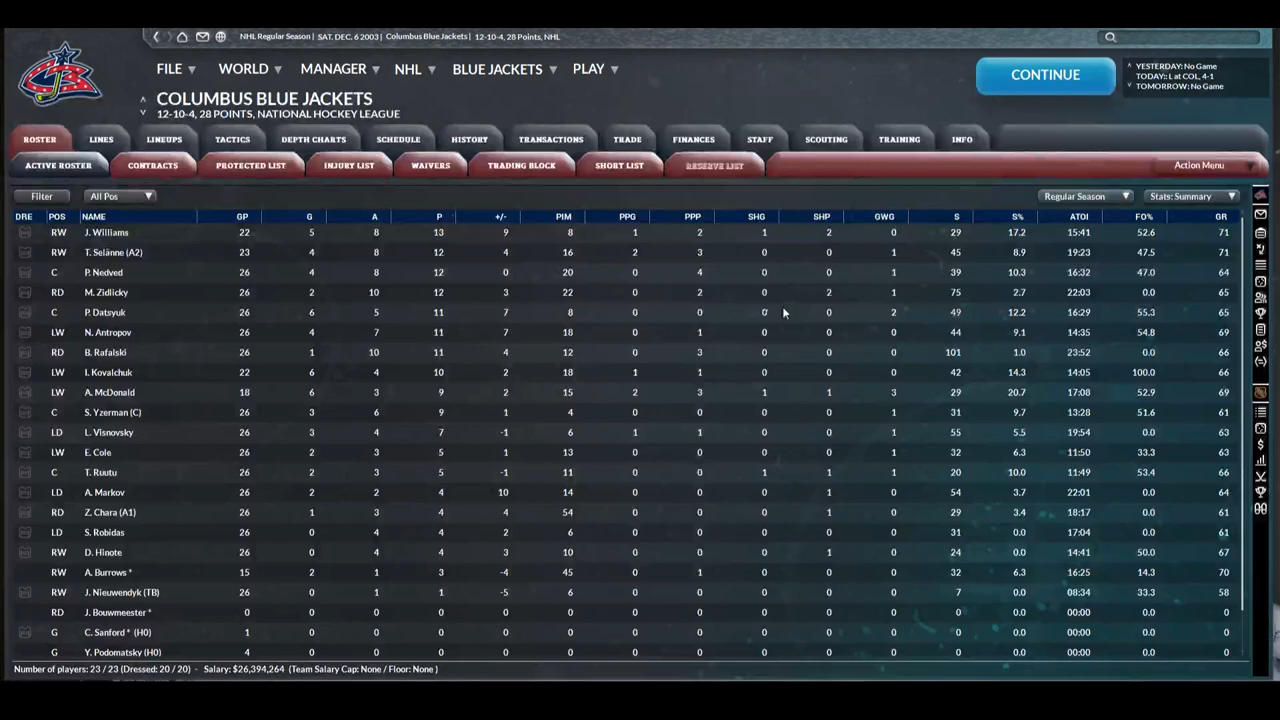 NHL Regular Season | SAT. DEC. 6 2003 | Columbus Blue Jackets | 12-10-4, 28 Points, NHL
FILE WORLD MANAGER NHL BLUE JACKETS PLAY
CONTINUE
YESTERDAY: No Game
TODAY:: L at COL, 4-1
TOMORROW: No Game
COLUMBUS BLUE JACKETS
12-10-4, 28 POINTS, NATIONAL HOCKEY LEAGUE
ROSTER LINES LINEUPS TACTICS DEPTH CHARTS SCHEDULE HISTORY TRANSACTIONS TRADE FINANCES STAFF SCOUTING TRAINING INFO
ACTIVE ROSTER CONTRACTS PROTECTED LIST INJURY LIST WAIVERS TRADING BLOCK SHORT LIST RESERVE LIST Action Menu
Filter All Pos Regular Season Stats: Summary
DRE POS NAME GP G A P +/- PIM PPG PPP SHG SHP GWG S S% ATOI FO% GR
RW J. Williams 22 5 8 13 9 8 1 2 1 2 0 29 17.2 15:41 52.6 71
RW T. Selänne (A2) 23 4 8 12 4 16 2 3 0 0 1 45 8.9 19:23 47.5 71
C P. Nedved 26 4 8 12 0 20 0 4 0 0 1 39 10.3 16:32 47.0 64
RD M. Zidlicky 26 2 10 12 3 22 0 2 0 2 1 75 2.7 22:03 0.0 65
C P. Datsyuk 26 6 5 11 7 8 0 0 0 0 2 49 12.2 16:29 55.3 65
LW N. Antropov 26 4 7 11 7 18 0 1 0 0 0 44 9.1 14:35 54.8 69
RD B. Rafalski 26 1 10 11 4 12 0 3 0 0 0 101 1.0 23:52 0.0 66
LW I. Kovalchuk 22 6 4 10 2 18 1 1 0 0 0 42 14.3 14:05 100.0 66
LW A. McDonald 18 6 3 9 2 15 2 3 1 1 3 29 20.7 17:08 52.9 69
C S. Yzerman (C) 26 3 6 9 1 4 0 0 0 0 1 31 9.7 13:28 51.6 61
LD L. Visnovsky 26 3 4 7 -1 6 1 1 0 0 1 55 5.5 19:54 0.0 63
LW E. Cole 26 2 3 5 1 13 0 0 0 0 1 32 6.3 11:50 33.3 63
C T. Ruutu 26 2 3 5 -1 11 0 0 1 1 1 20 10.0 11:49 53.4 66
LD A. Markov 26 2 2 4 10 14 0 0 0 1 0 54 3.7 22:01 0.0 64
RD Z. Chara (A1) 26 1 3 4 4 54 0 0 0 1 0 29 3.4 18:17 0.0 61
LD S. Robidas 26 0 4 4 2 6 0 0 0 0 0 31 0.0 17:04 0.0 61
RW D. Hinote 26 0 4 4 3 10 0 0 0 1 0 24 0.0 14:41 50.0 67
RW A. Burrows * 15 2 1 3 -4 45 0 1 0 0 0 32 6.3 16:25 14.3 70
RW J. Nieuwendyk (TB) 26 0 1 1 -5 6 0 0 0 0 0 7 0.0 08:34 33.3 58
RD J. Bouwmeester * 0 0 0 0 0 0 0 0 0 0 0 0 0.0 00:00 0.0 0
G C. Sanford * (H0) 1 0 0 0 0 0 0 0 0 0 0 0 0.0 00:00 0.0 0
G Y. Podomatsky (H0) 4 0 0 0 0 0 0 0 0 0 0 0 0.0 00:00 0.0 0
Number of players: 23 / 23 (Dressed: 20 / 20) - Salary: $26,394,264 (Team Salary Cap: None / Floor: None )